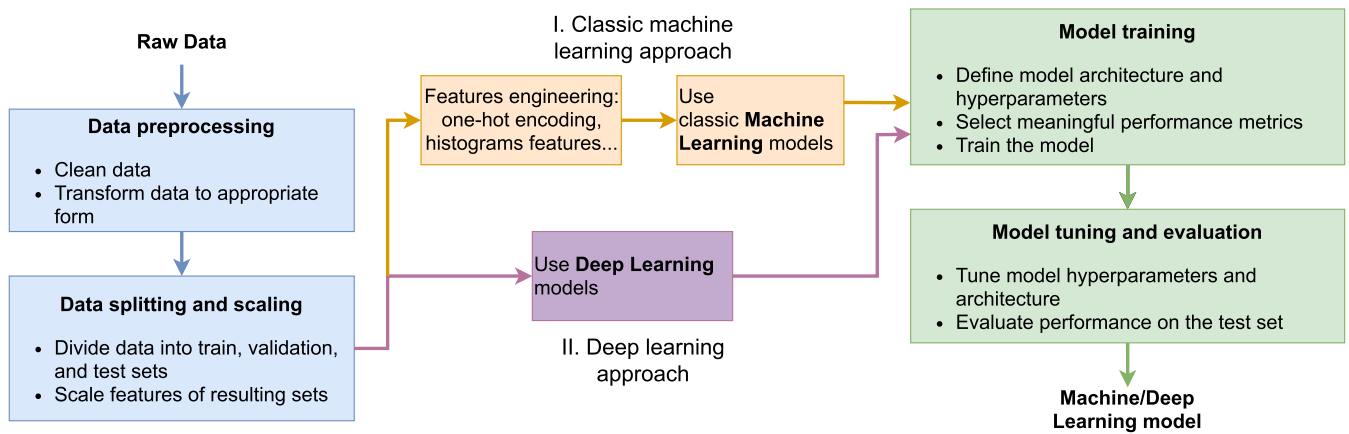 Raw Data
Data preprocessing
• Clean data
• Transform data to appropriate
form
Data splitting and scaling
• Divide data into train, validation,
and test sets
• Scale features of resulting sets
I. Classic machine
learning approach
Features engineering:
one-hot encoding,
histograms features...
Use
classic Machine
Learning models
Use Deep Learning
models
II. Deep learning
approach
Model training
• Define model architecture and
hyperparameters
• Select meaningful performance metrics
• Train the model
Model tuning and evaluation
• Tune model hyperparameters and
architecture
• Evaluate performance on the test set
Machine/Deep
Learning model